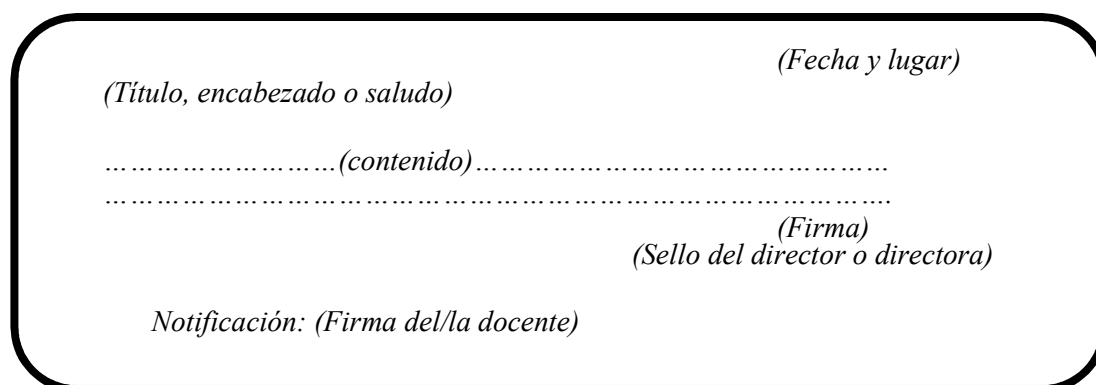 (Fecha y lugar)
(Título, encabezado o saludo)
………………………(contenido)…………………………………………
……………………………………………………………………………….
(Firma)
(Sello del director o directora)
Notificación: (Firma del/la docente)